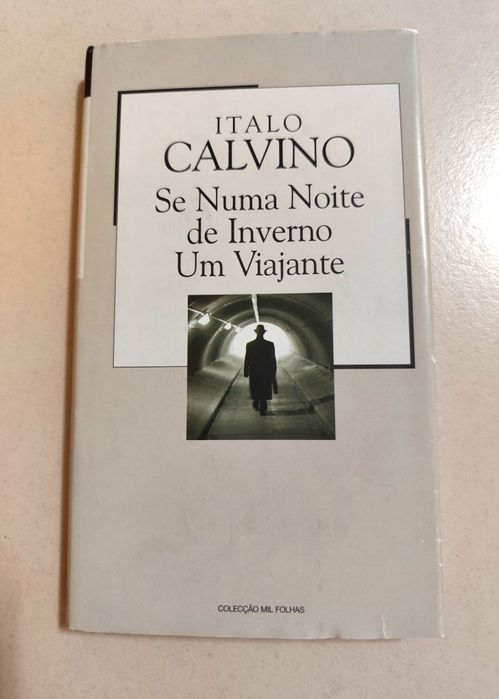 ITALO
CALVINO
Se Numa Noite
de Inverno
Um Viajante
COLECÇÃO MIL FOLHAS